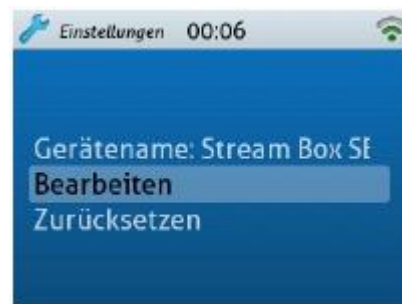 Einstellungen 00:06
Gerätename: Stream Box SE
Bearbeiten
Zurücksetzen